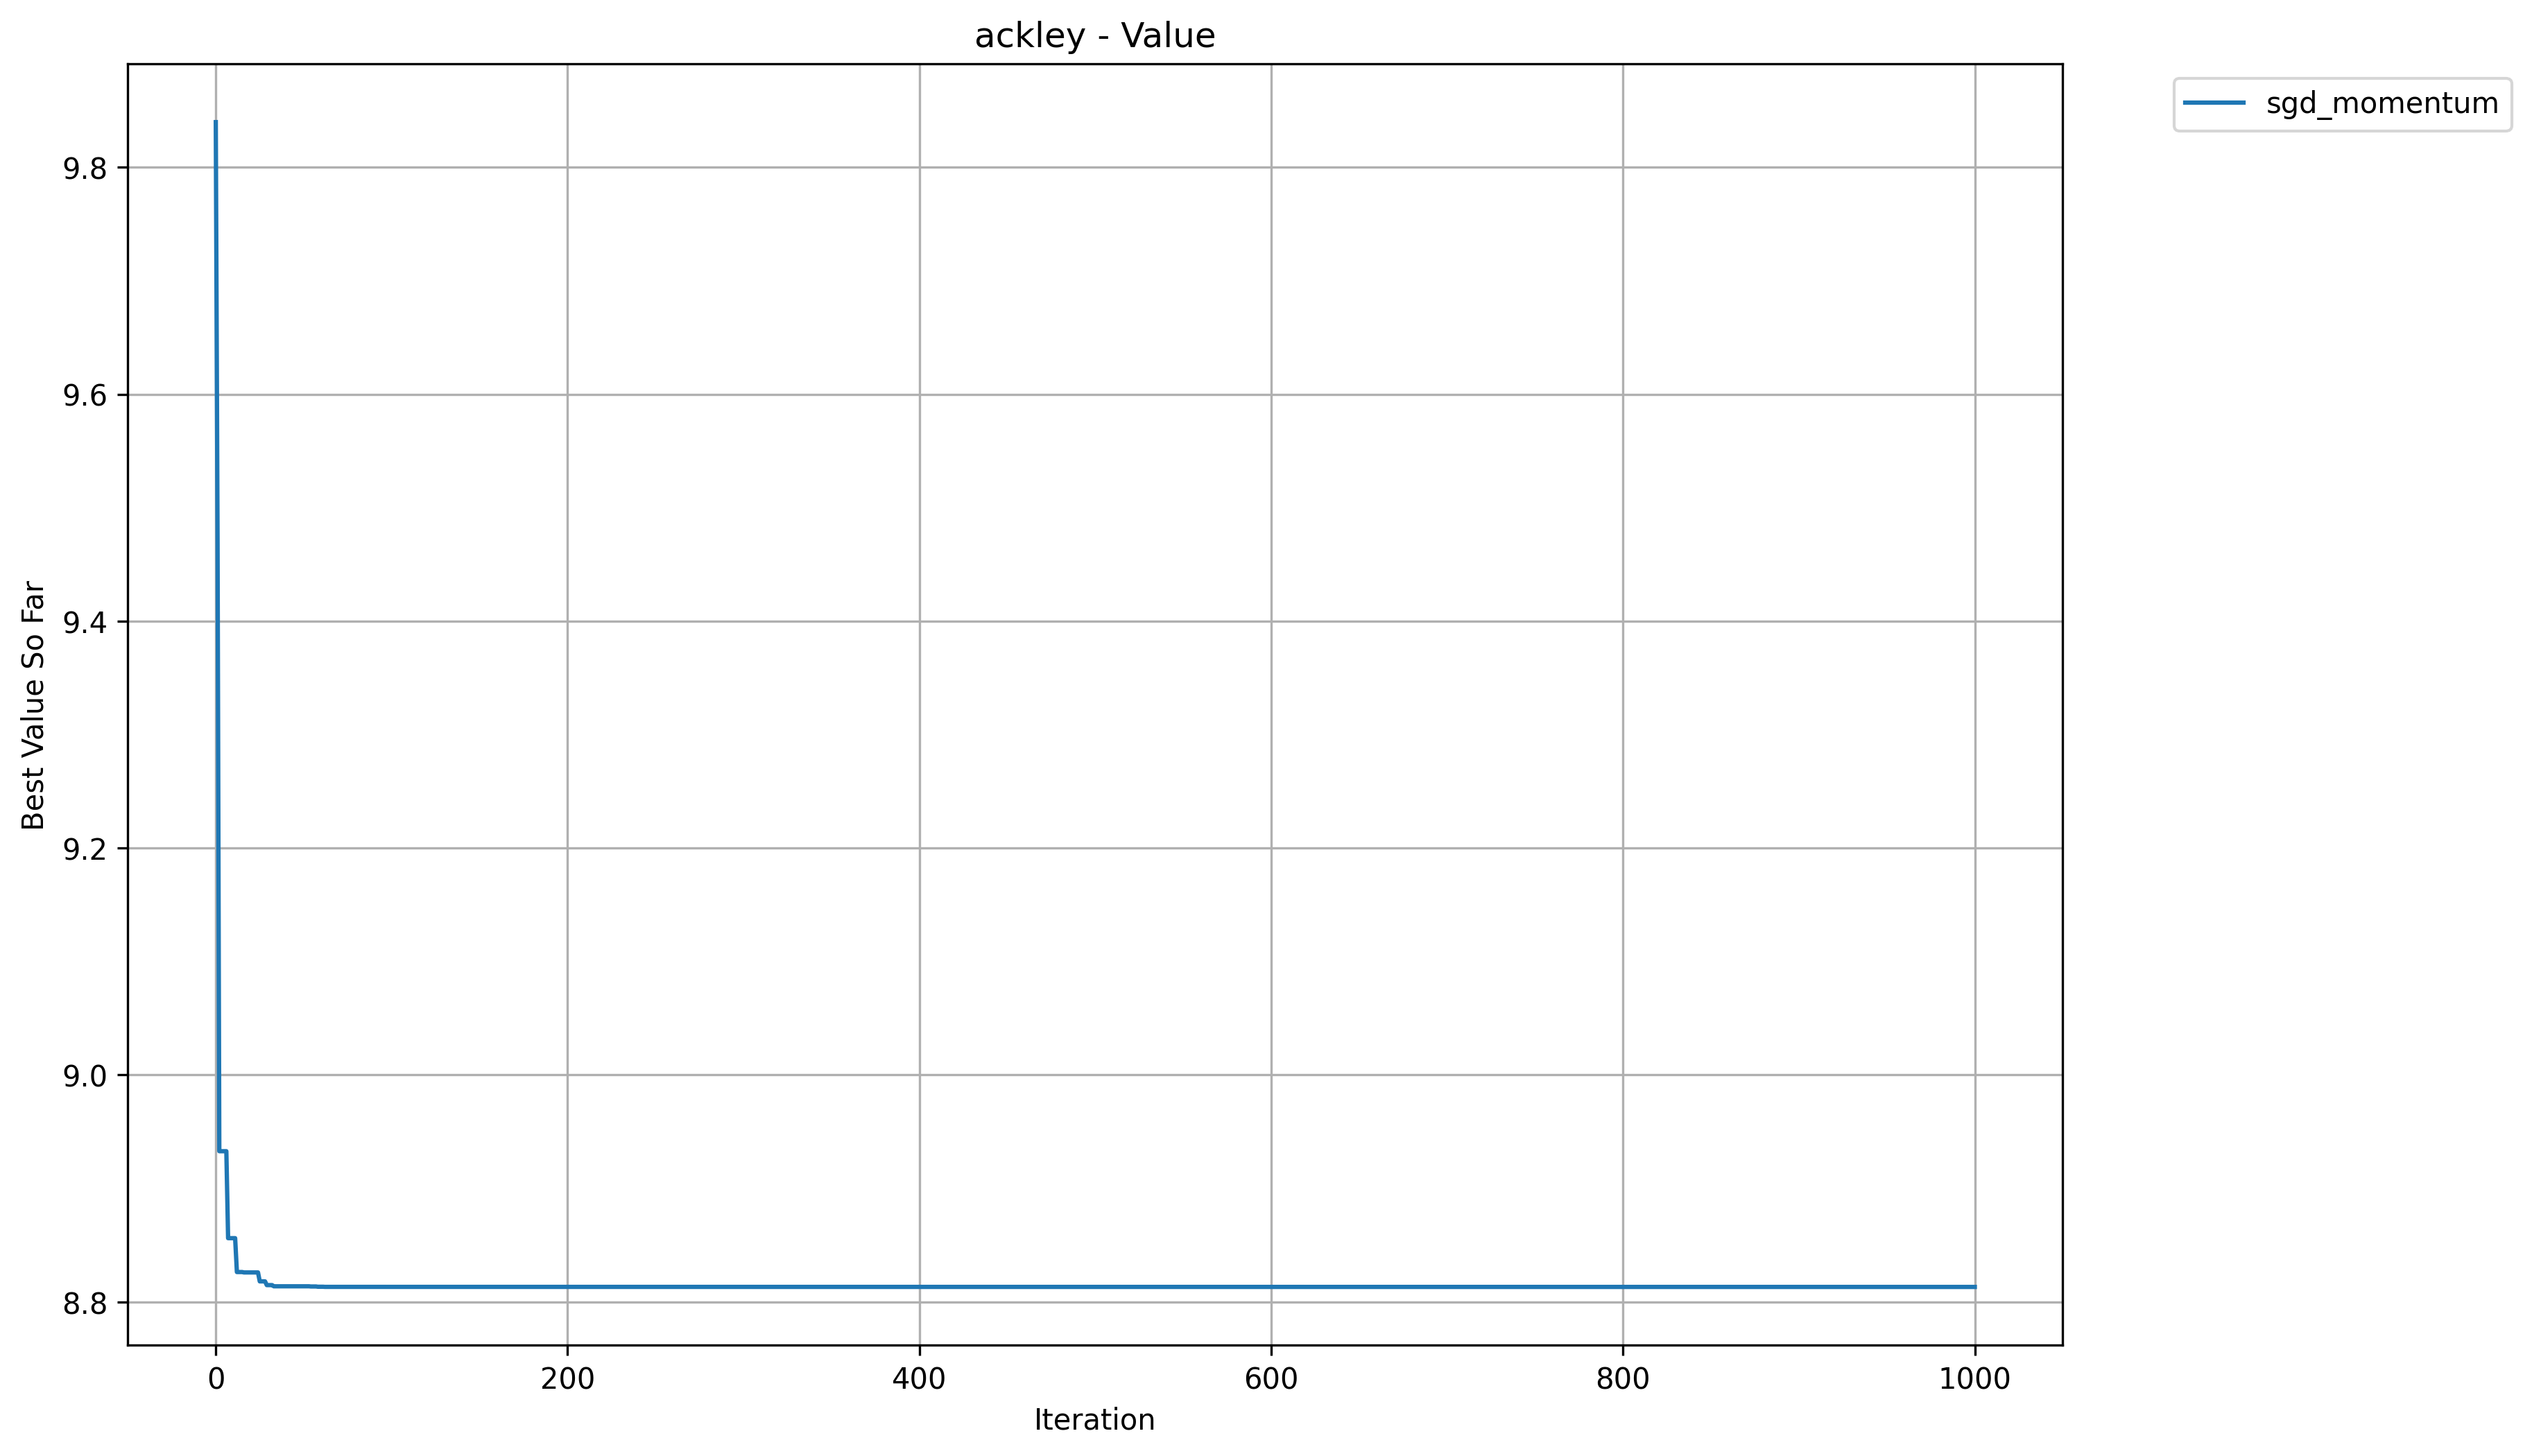 ackley - Value
sgd_momentum
Best Value So Far
9.8
9.6
9.4
9.2
9.0
8.8
0 200 400 600 800 1000
Iteration